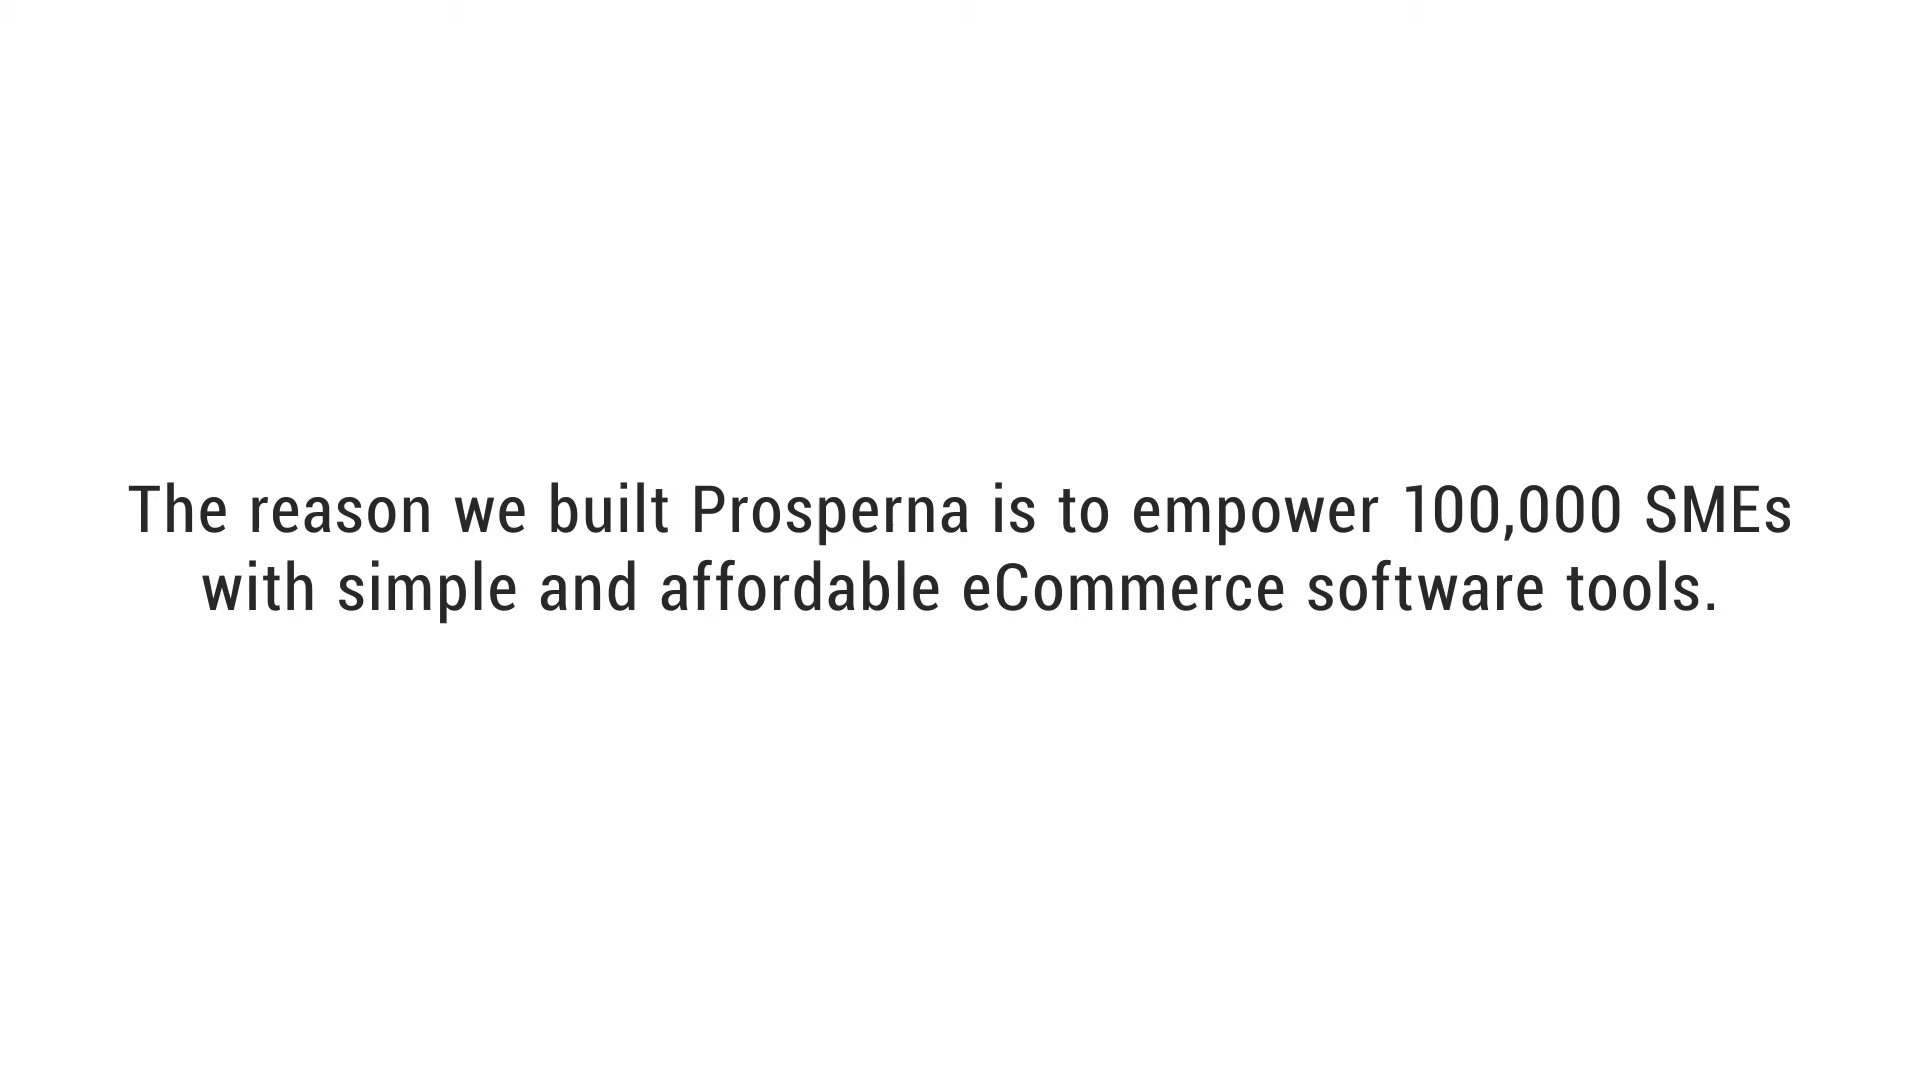 The reason we built Prosperna is to empower 100,000 SMEs
with simple and affordable eCommerce software tools.